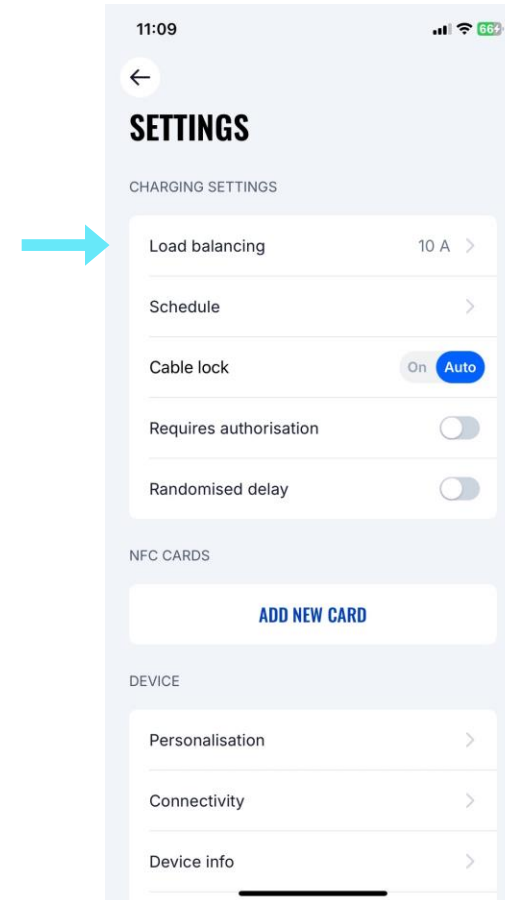 11:09
66
SETTINGS
CHARGING SETTINGS
Load balancing 10 A
Schedule
Cable lock On Auto
Requires authorisation
Randomised delay
NFC CARDS
ADD NEW CARD
DEVICE
Personalisation
Connectivity
Device info